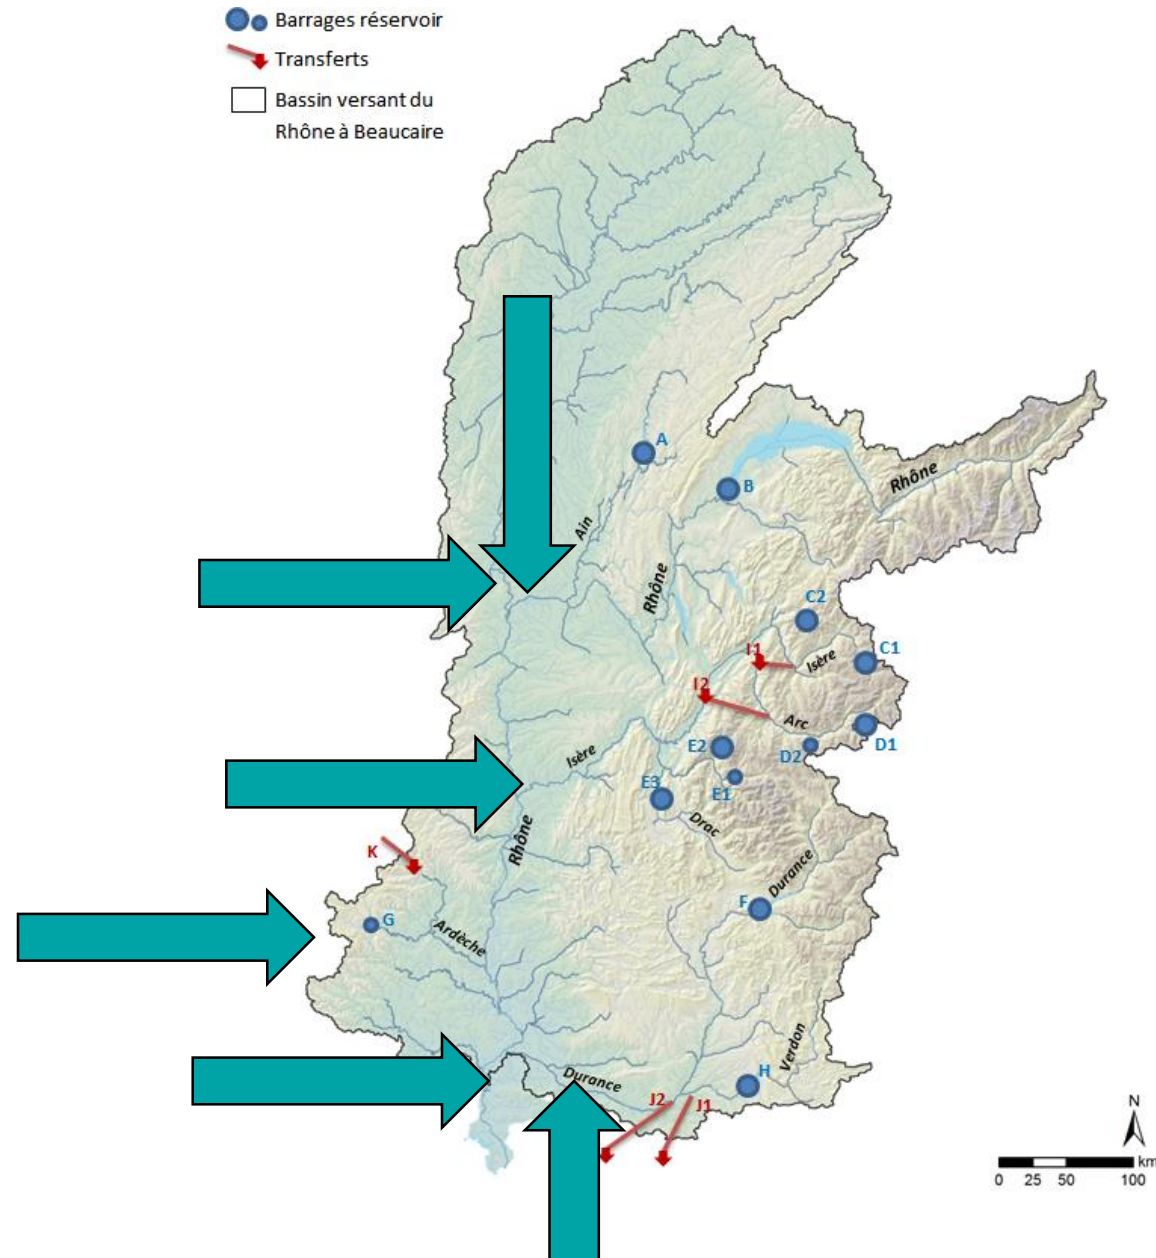 Barrages réservoir
Transferts
Bassin versant du
Rhône à Beaucaire
A
B
Rhône
Ain
Rhône
C2
I1
Isère
C1
I2
Arc
D1
E2
D2
Isère
E3
E1
Drac
Rhône
K
Durance
F
G
Ardèche
Verdon
H
Durance
J2
J1
N
km
0 25 50 100